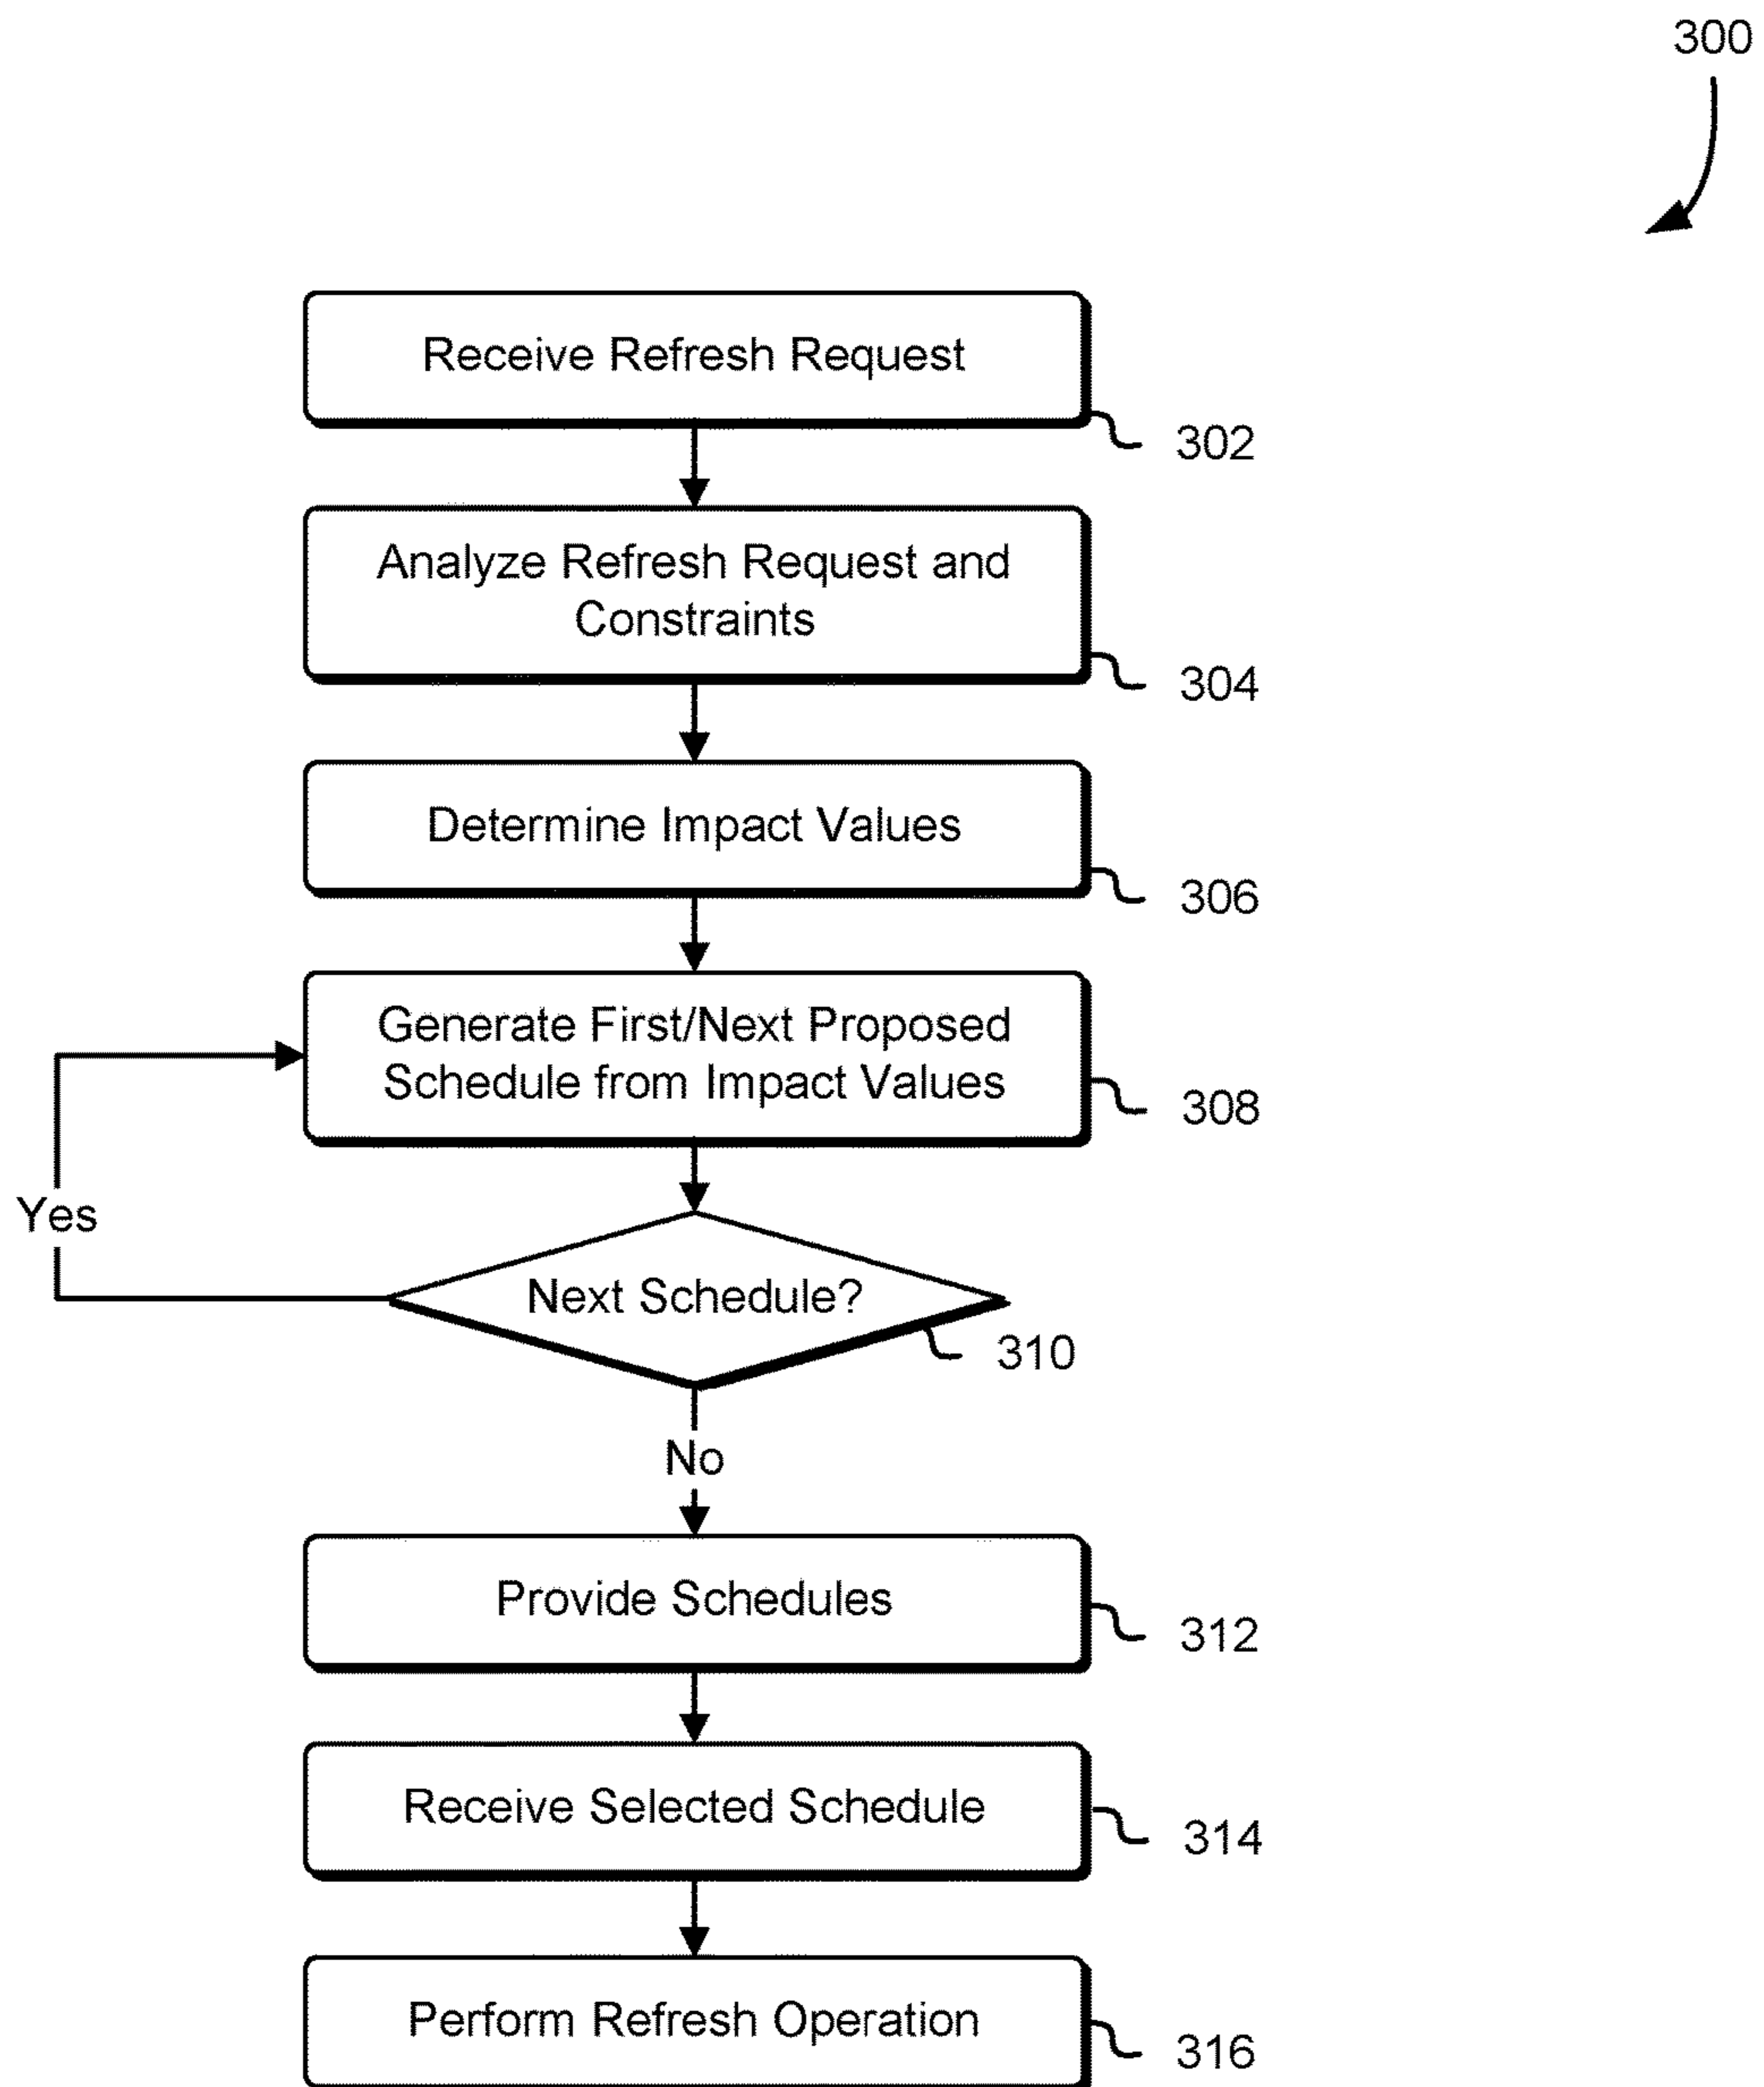 300
Receive Refresh Request
302
Analyze Refresh Request and
Constraints
304
Determine Impact Values
306
Generate First/Next Proposed
Schedule from Impact Values
308
Yes
Next Schedule?
310
No
Provide Schedules
312
Receive Selected Schedule
314
Perform Refresh Operation
316